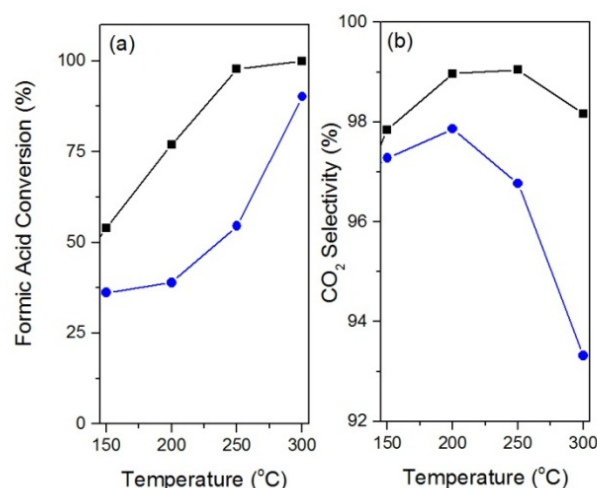 (a)
100
75
50
25
0
150 200 250 300
Formic Acid Conversion (%)
Temperature (°C)
(b)
100
98
96
93
92
150 200 250 300
CO₂ Selectivity (%)
Temperature (°C)